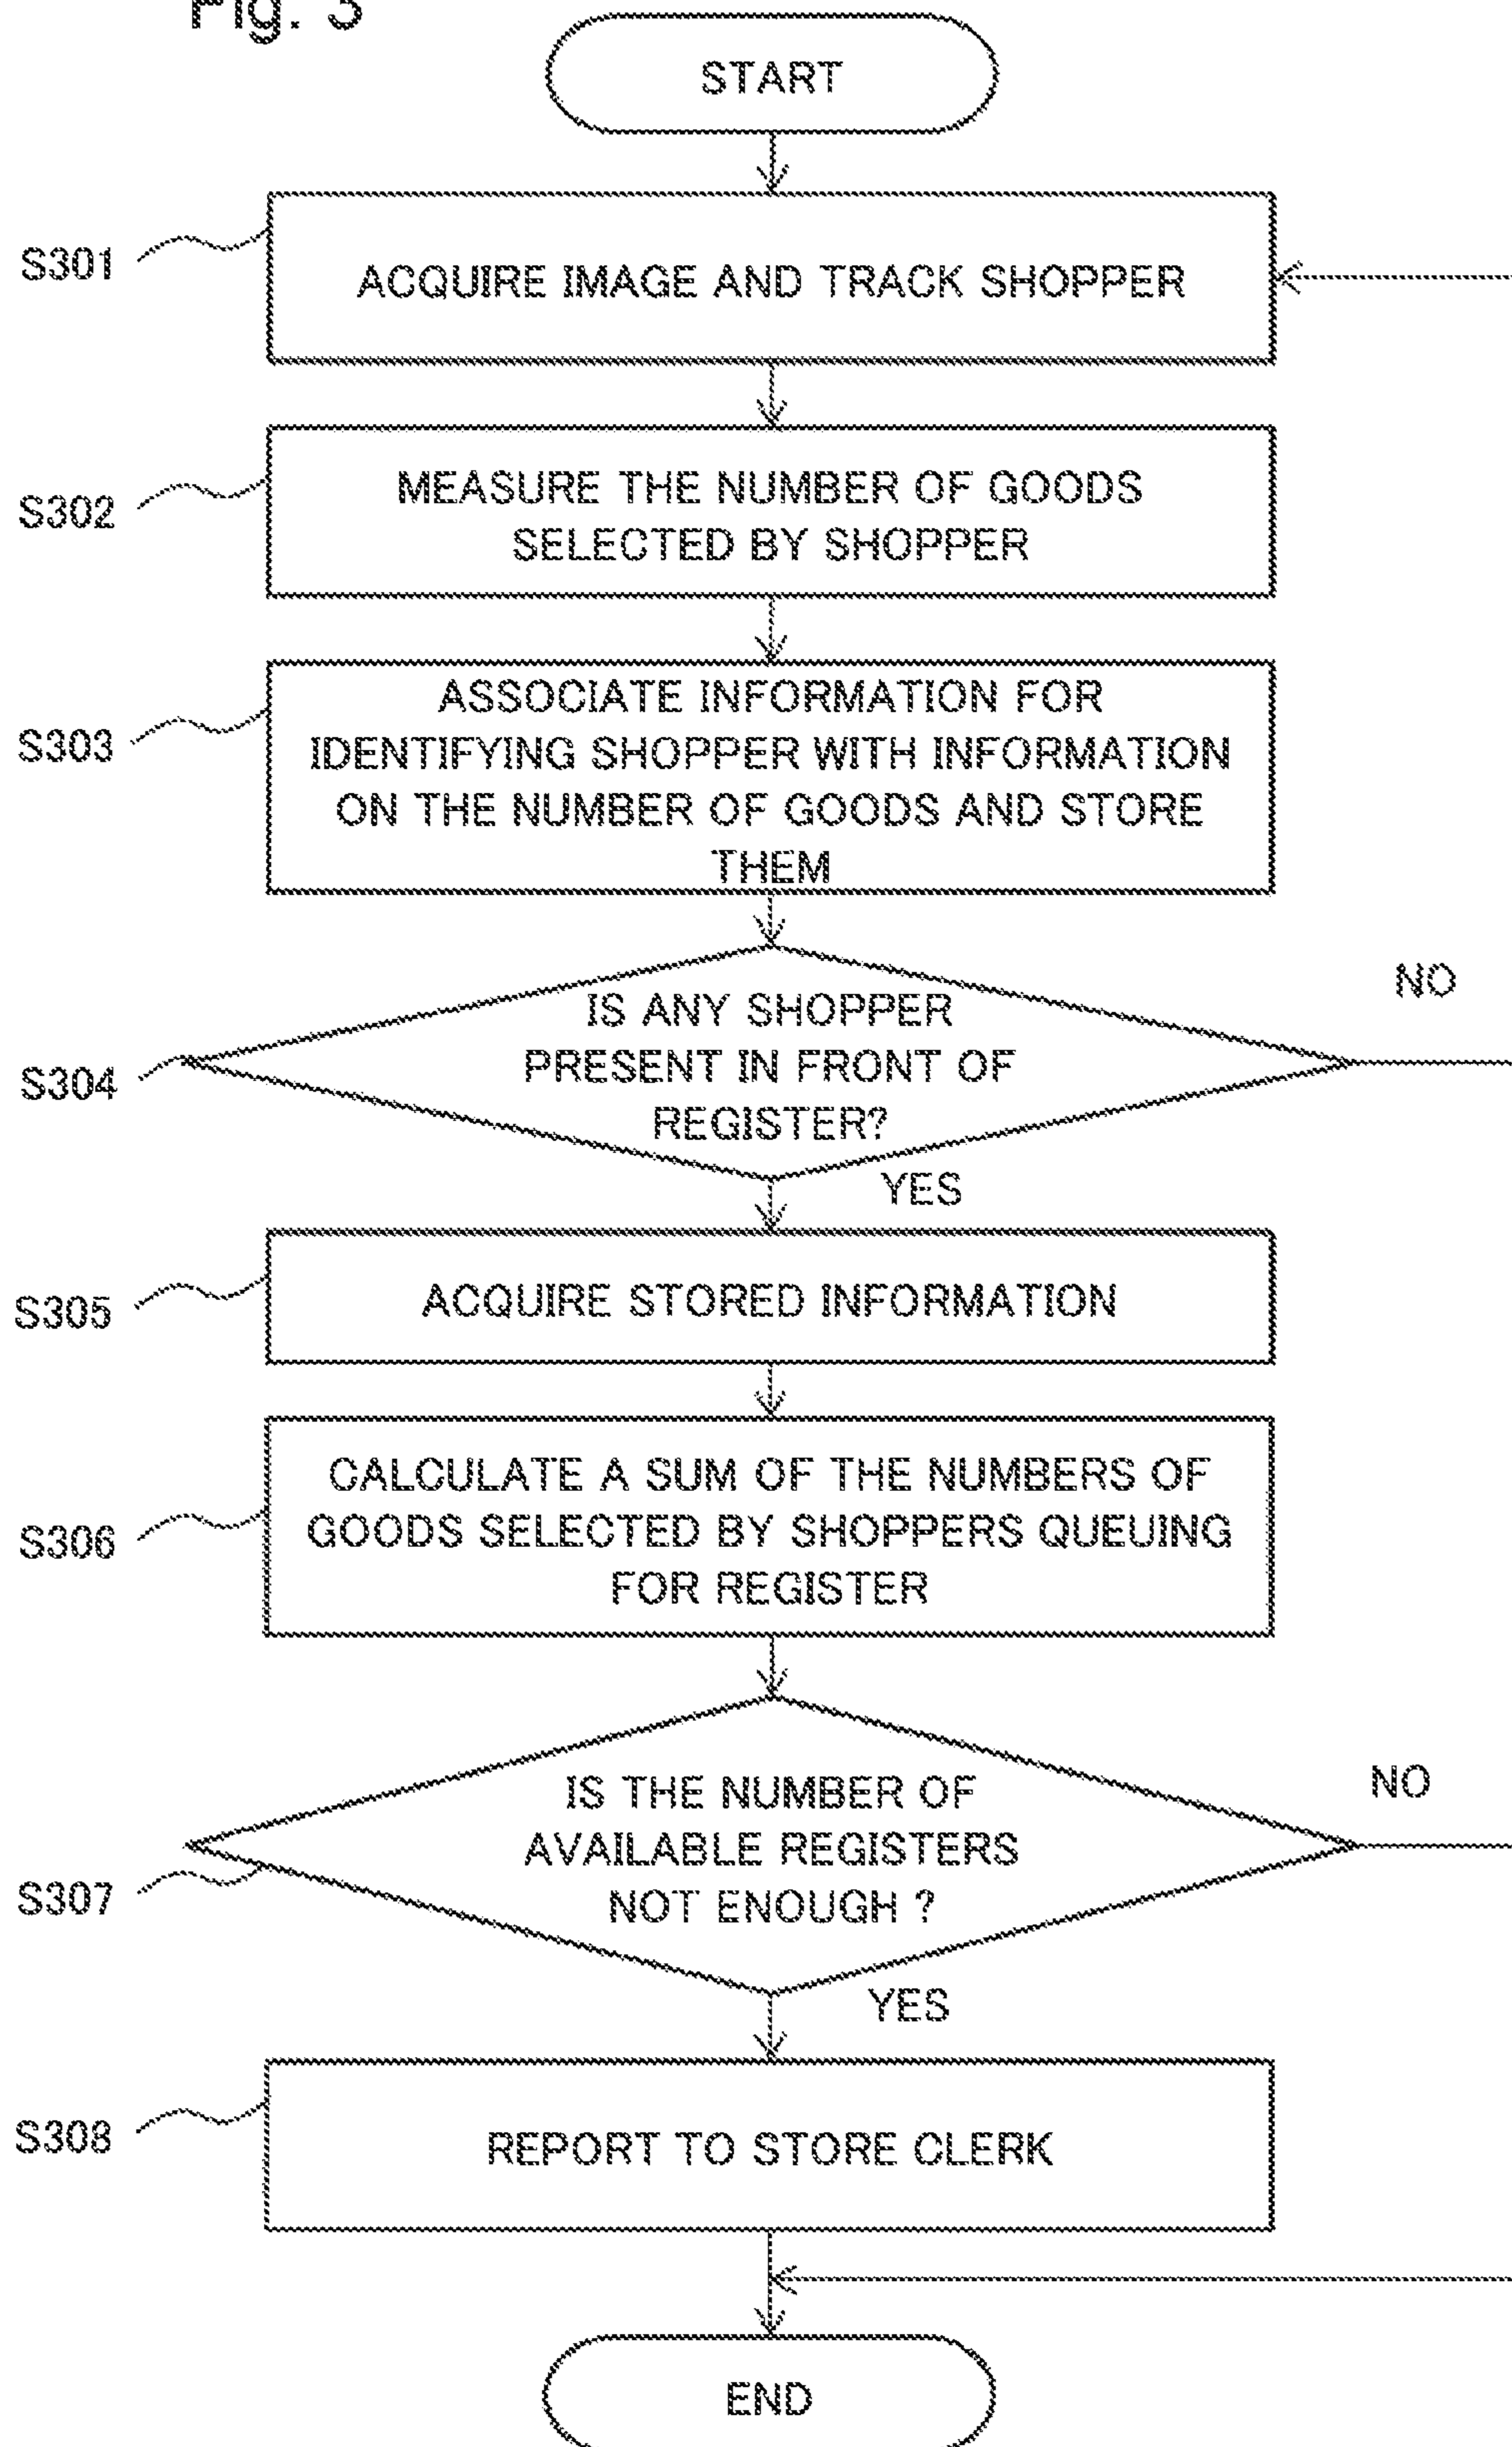 Fig. 3
START
S301
ACQUIRE IMAGE AND TRACK SHOPPER
S302
MEASURE THE NUMBER OF GOODS
SELECTED BY SHOPPER
S303
ASSOCIATE INFORMATION FOR
IDENTIFYING SHOPPER WITH INFORMATION
ON THE NUMBER OF GOODS AND STORE
THEM
S304
IS ANY SHOPPER
PRESENT IN FRONT OF
REGISTER?
NO
YES
S305
ACQUIRE STORED INFORMATION
S306
CALCULATE A SUM OF THE NUMBERS OF
GOODS SELECTED BY SHOPPERS QUEUING
FOR REGISTER
S307
IS THE NUMBER OF
AVAILABLE REGISTERS
NOT ENOUGH ?
NO
YES
S308
REPORT TO STORE CLERK
END